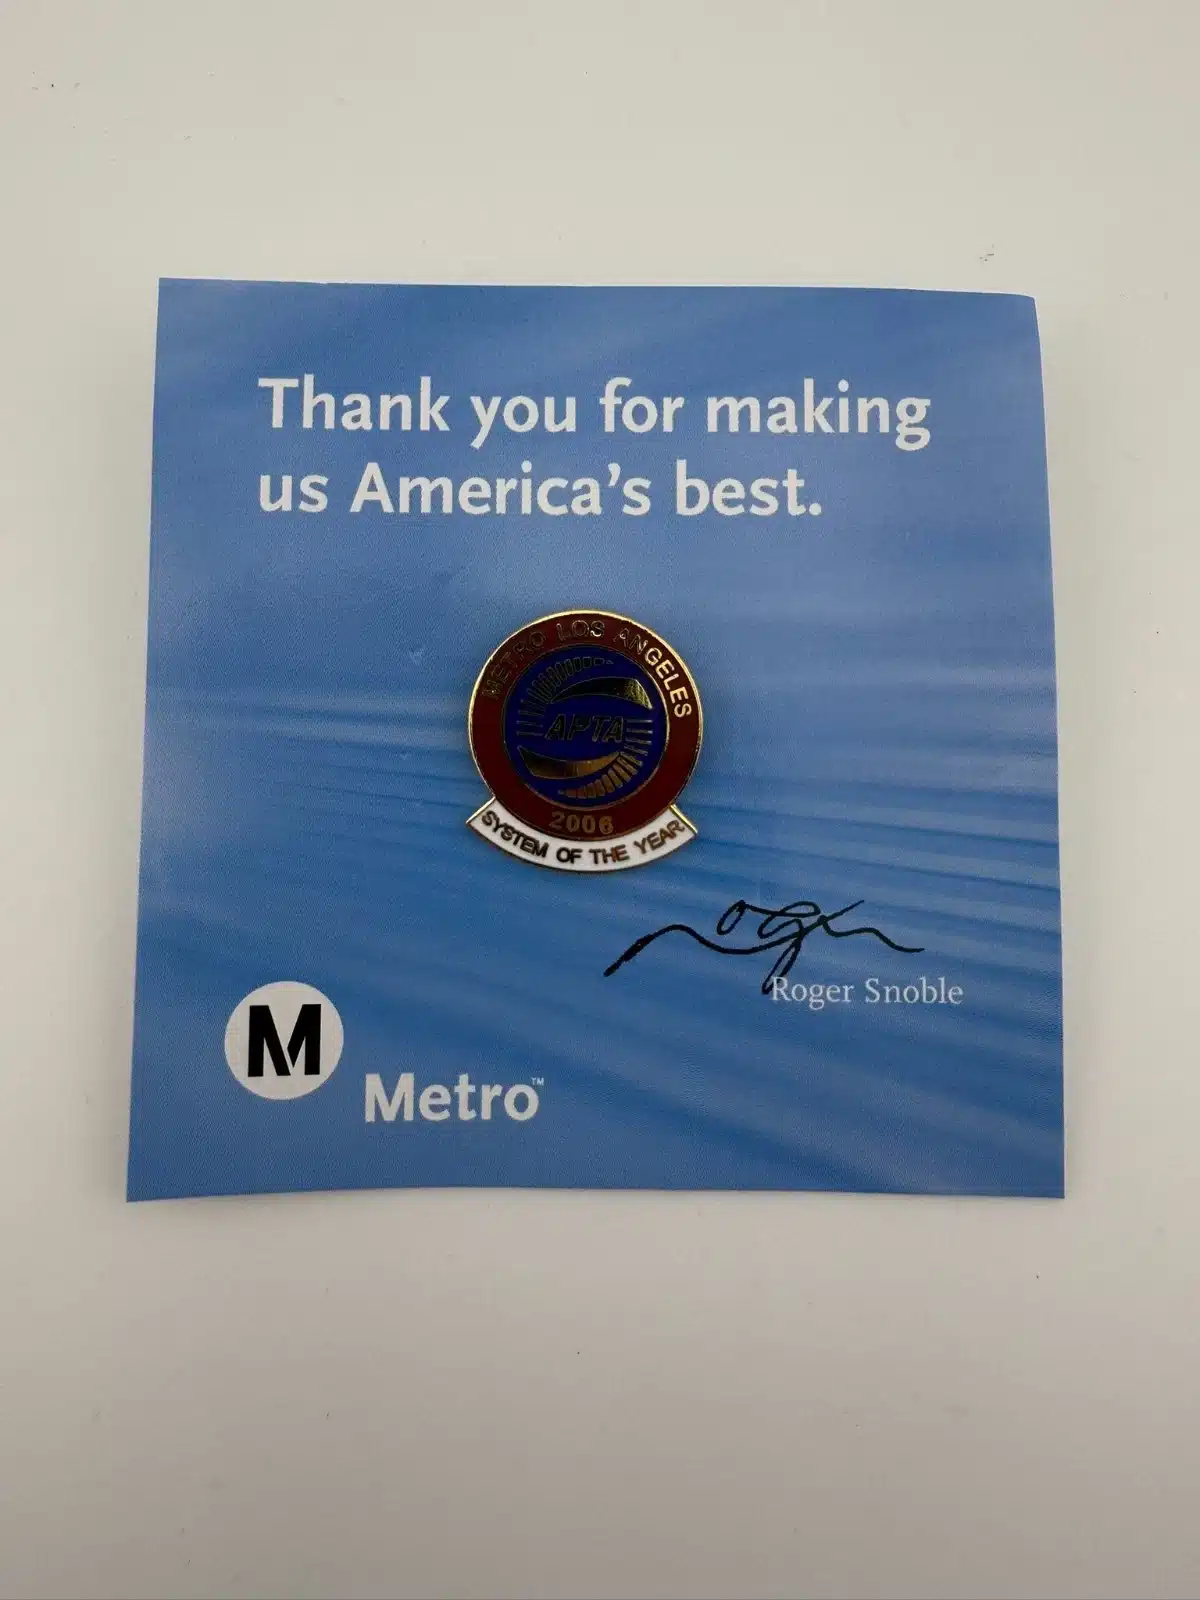 Thank you for making
us America's best.
METRO LOS ANGELES
APTA
2006
SYSTEM OF THE YEAR
Roger
Roger Snoble
M
Metro™